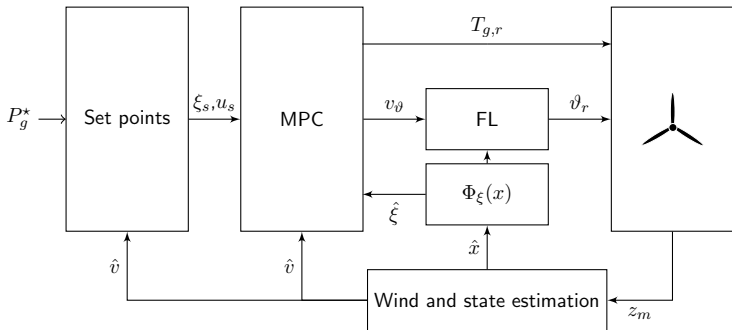 T_{g,r}
P_g^⋆
Set points
ξ_s,u_s
MPC
v_ϑ
FL
ϑ_r
ξ̂
Φ_ξ(x)
v̂
v̂
x̂
Wind and state estimation
z_m